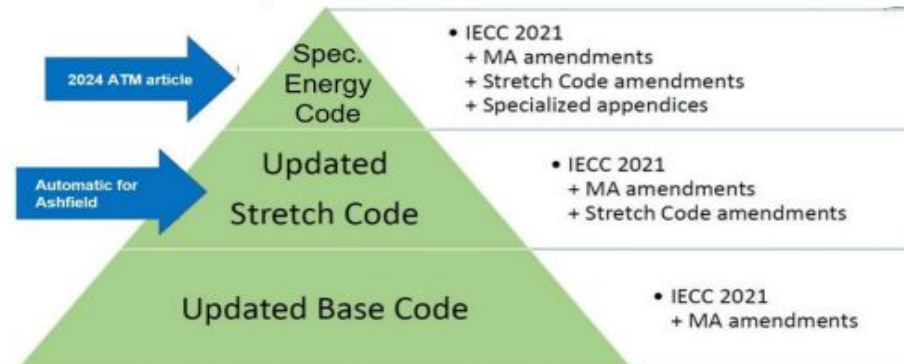 2024 ATM article
Spec.
Energy
Code
• IECC 2021
+ MA amendments
+ Stretch Code amendments
+ Specialized appendices
Automatic for
Ashfield
Updated
Stretch Code
• IECC 2021
+ MA amendments
+ Stretch Code amendments
Updated Base Code
• IECC 2021
+ MA amendments